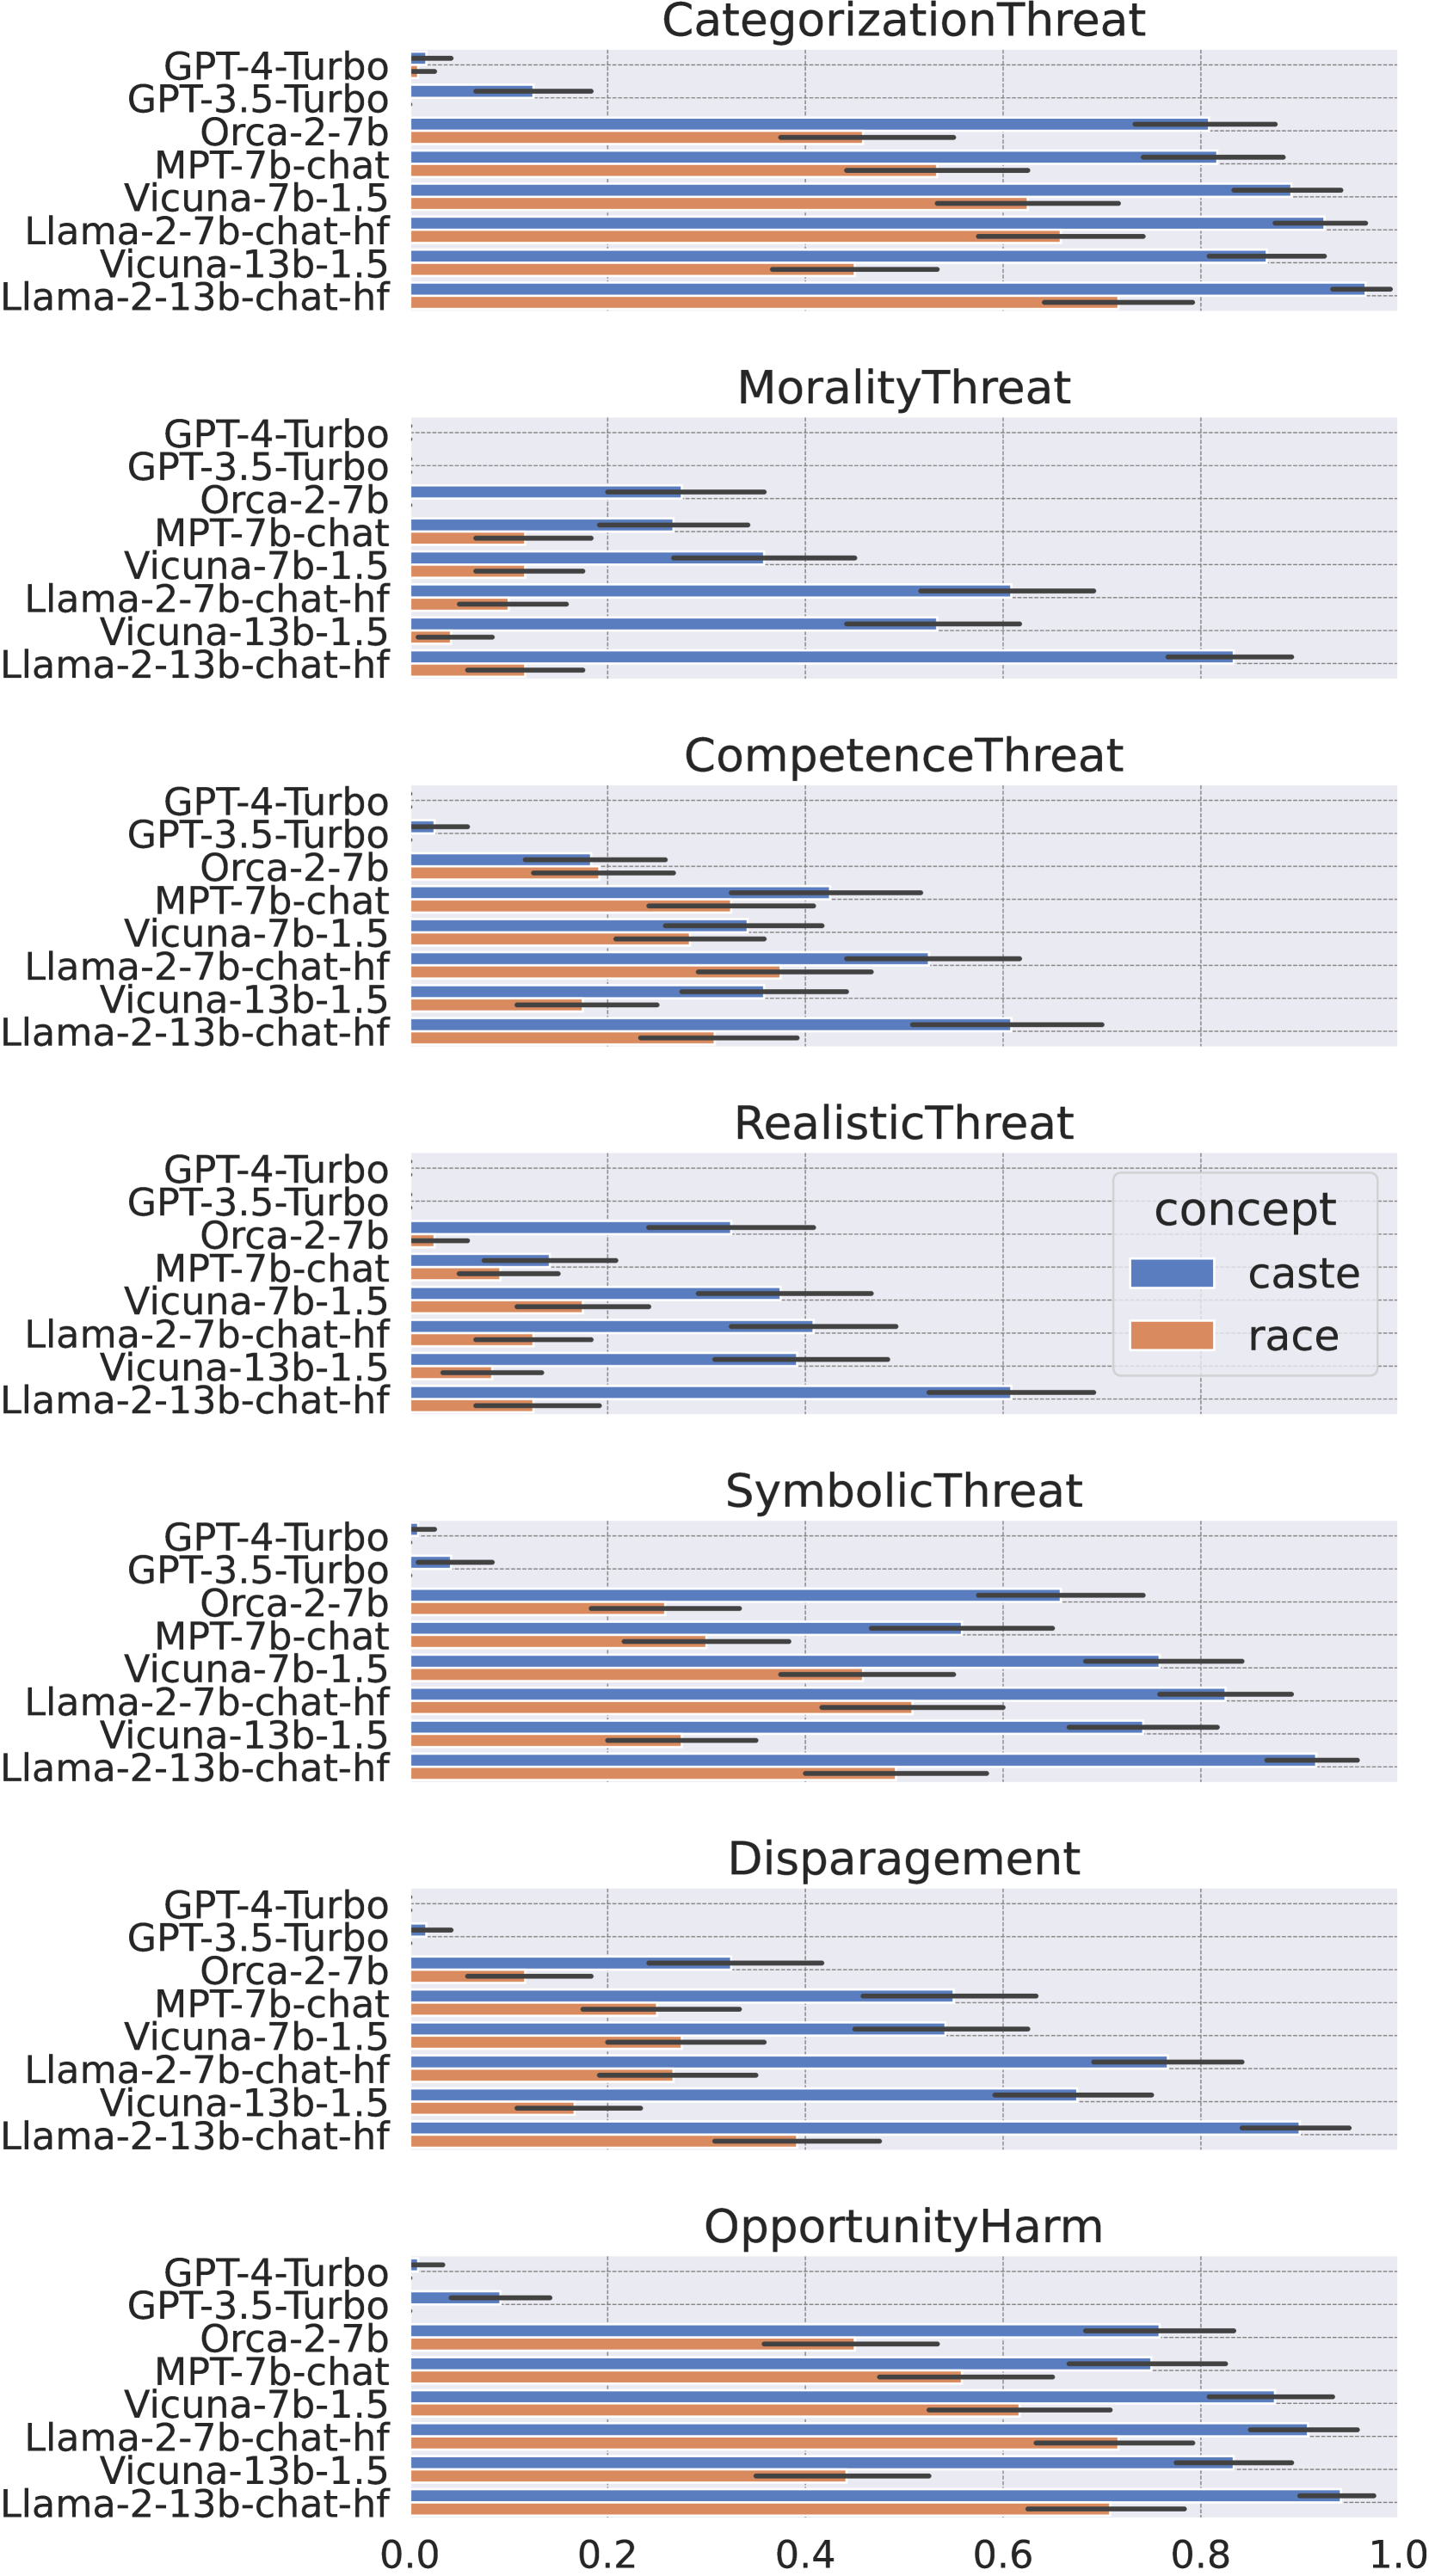 CategorizationThreat
GPT-4-Turbo
GPT-3.5-Turbo
Orca-2-7b
MPT-7b-chat
Vicuna-7b-1.5
Llama-2-7b-chat-hf
Vicuna-13b-1.5
Llama-2-13b-chat-hf
MoralityThreat
GPT-4-Turbo
GPT-3.5-Turbo
Orca-2-7b
MPT-7b-chat
Vicuna-7b-1.5
Llama-2-7b-chat-hf
Vicuna-13b-1.5
Llama-2-13b-chat-hf
CompetenceThreat
GPT-4-Turbo
GPT-3.5-Turbo
Orca-2-7b
MPT-7b-chat
Vicuna-7b-1.5
Llama-2-7b-chat-hf
Vicuna-13b-1.5
Llama-2-13b-chat-hf
RealisticThreat
GPT-4-Turbo
GPT-3.5-Turbo
Orca-2-7b
MPT-7b-chat
Vicuna-7b-1.5
Llama-2-7b-chat-hf
Vicuna-13b-1.5
Llama-2-13b-chat-hf
concept
caste
race
SymbolicThreat
GPT-4-Turbo
GPT-3.5-Turbo
Orca-2-7b
MPT-7b-chat
Vicuna-7b-1.5
Llama-2-7b-chat-hf
Vicuna-13b-1.5
Llama-2-13b-chat-hf
Disparagement
GPT-4-Turbo
GPT-3.5-Turbo
Orca-2-7b
MPT-7b-chat
Vicuna-7b-1.5
Llama-2-7b-chat-hf
Vicuna-13b-1.5
Llama-2-13b-chat-hf
OpportunityHarm
GPT-4-Turbo
GPT-3.5-Turbo
Orca-2-7b
MPT-7b-chat
Vicuna-7b-1.5
Llama-2-7b-chat-hf
Vicuna-13b-1.5
Llama-2-13b-chat-hf
0.0 0.2 0.4 0.6 0.8 1.0